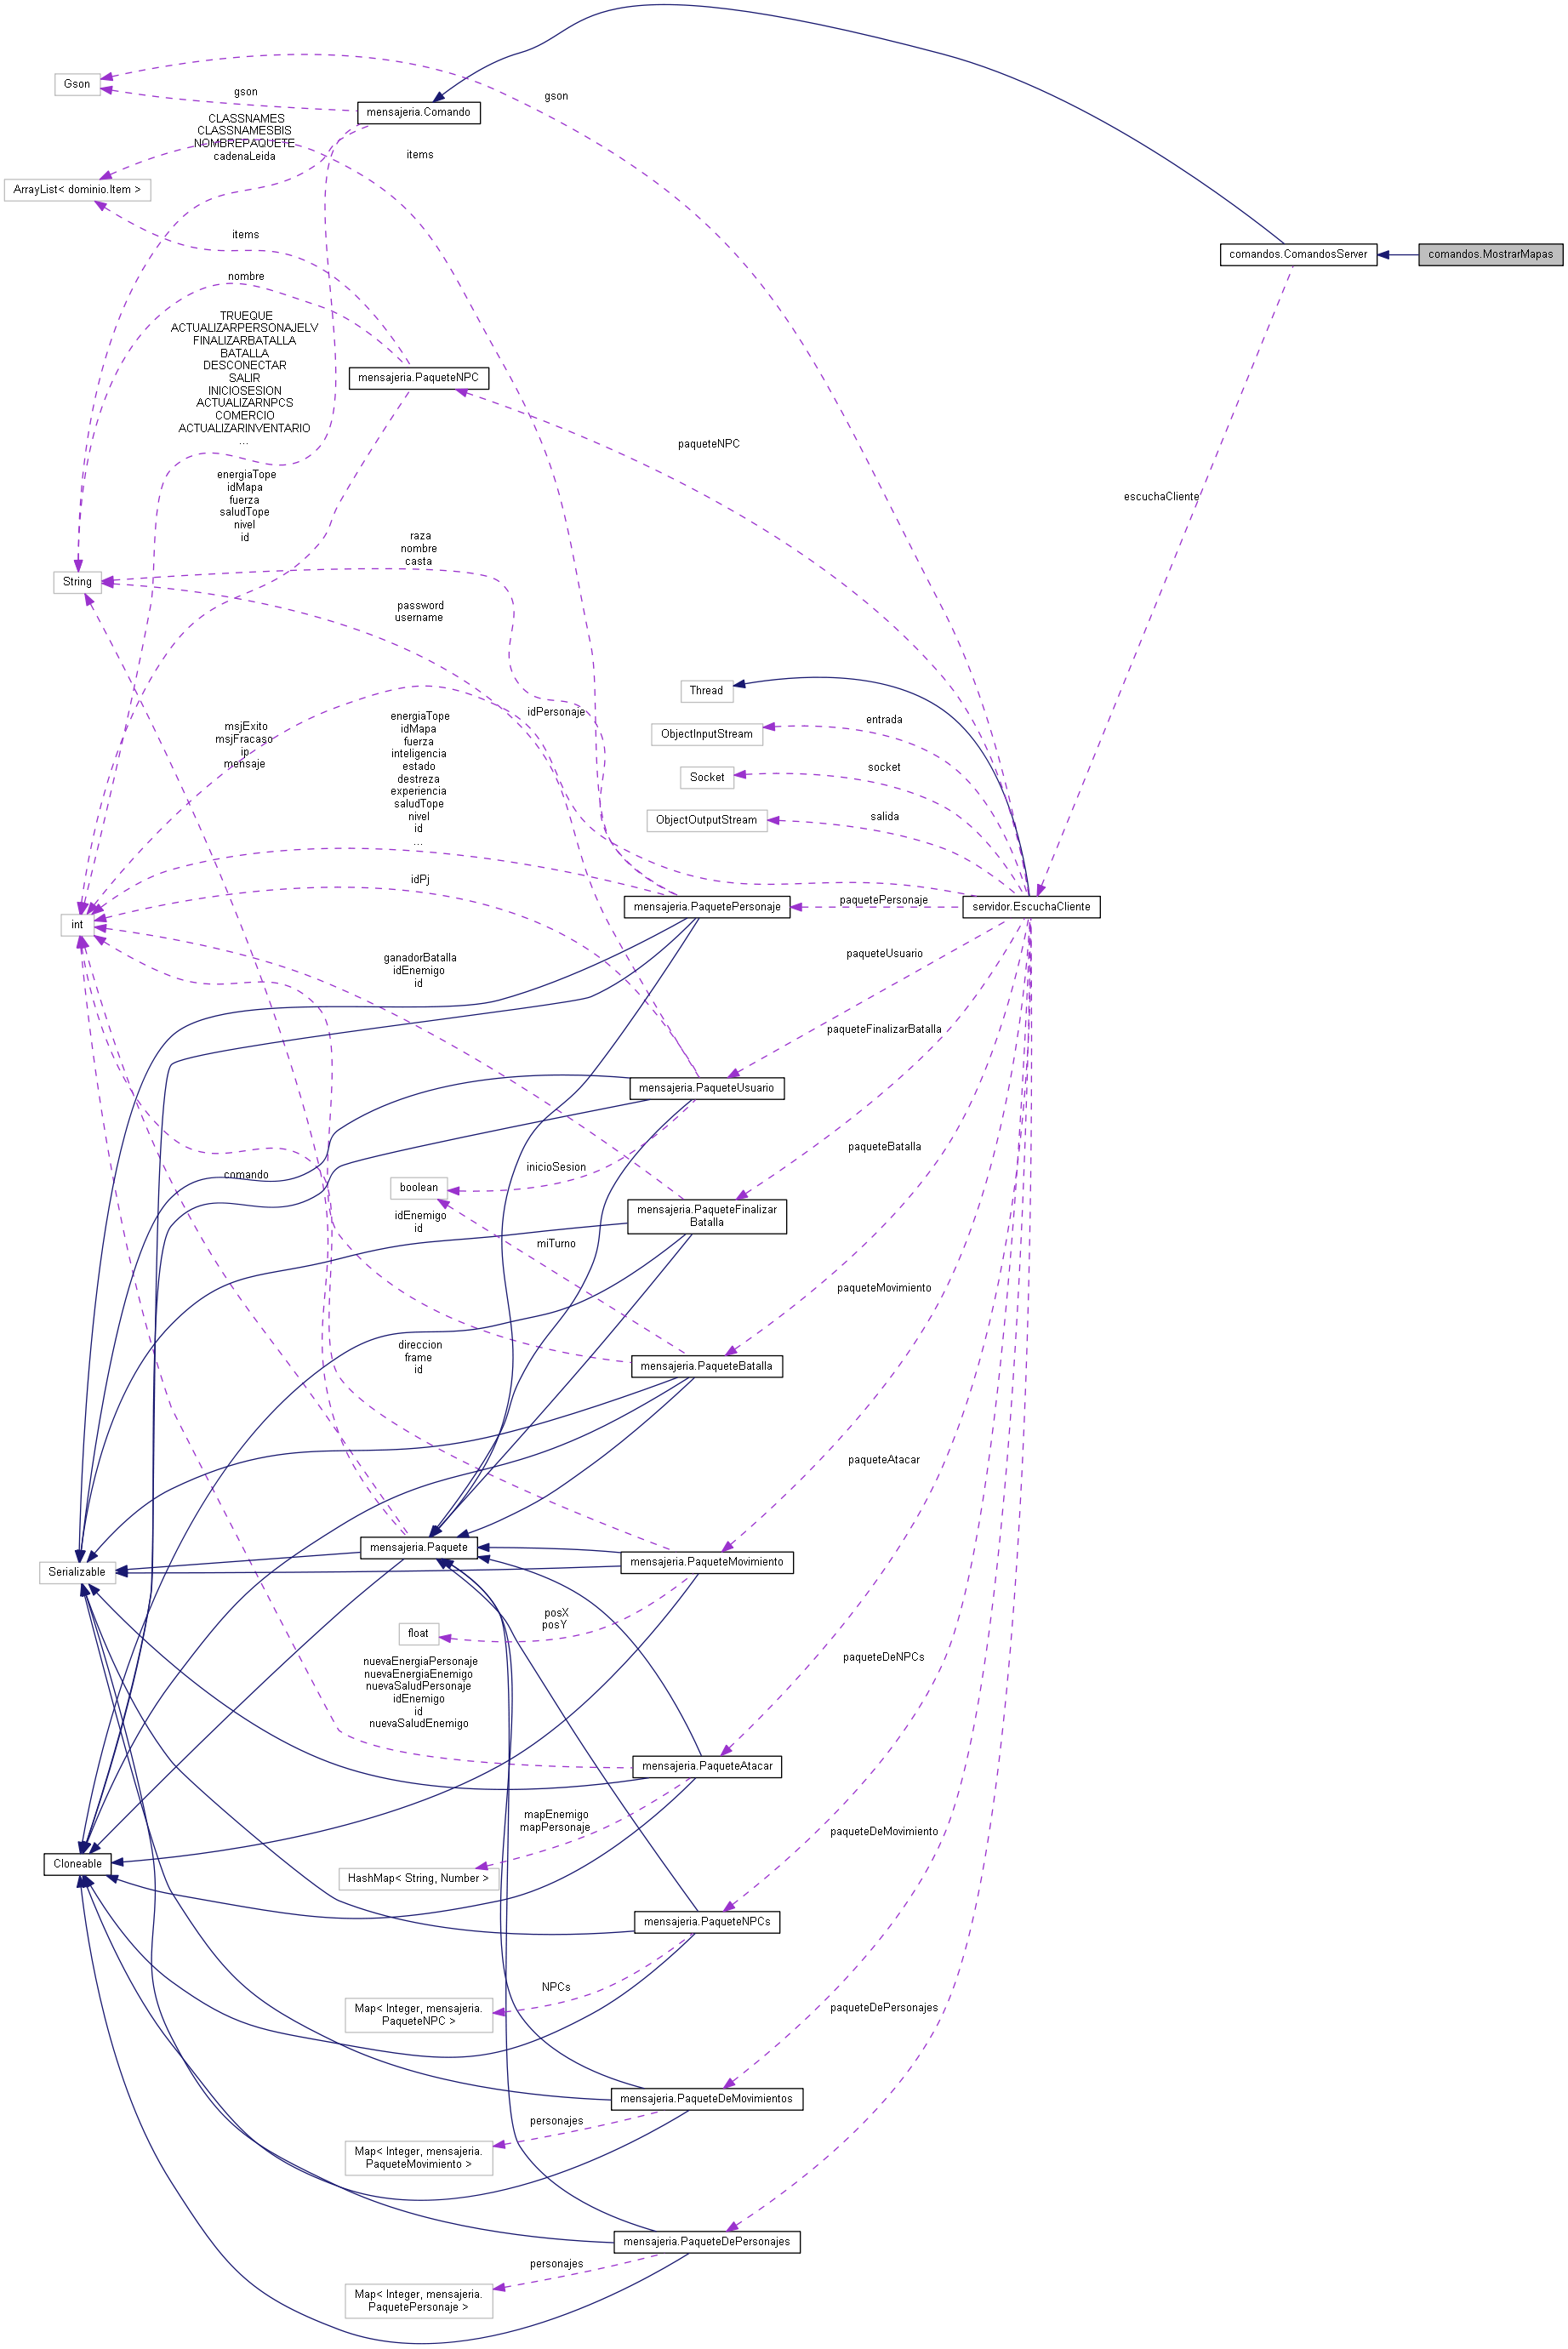 Gson
gson
gson
mensajeria.Comando
CLASSNAMES
CLASSNAMESBIS
NOMBREPAQUETE
cadenaLeida
items
ArrayList< dominio.Item >
items
comandos.ComandosServer
comandos.MostrarMapas
nombre
TRUEQUE
ACTUALIZARPERSONAJELV
FINALIZARBATALLA
BATALLA
DESCONECTAR
SALIR
INICIOSESION
ACTUALIZARNPCS
COMERCIO
ACTUALIZARINVENTARIO
...
mensajeria.PaqueteNPC
paqueteNPC
energiaTope
idMapa
fuerza
saludTope
nivel
id
escuchaCliente
raza
nombre
casta
String
password
username
Thread
idPersonaje
entrada
ObjectInputStream
msjExito
msjFracaso
ip
mensaje
energiaTope
idMapa
fuerza
inteligencia
estado
destreza
experiencia
saludTope
nivel
id
...
socket
Socket
salida
ObjectOutputStream
idPj
mensajeria.PaquetePersonaje
paquetePersonaje
servidor.EscuchaCliente
int
ganadorBatalla
idEnemigo
id
paqueteUsuario
paqueteFinalizarBatalla
mensajeria.PaqueteUsuario
paqueteBatalla
comando
inicioSesion
boolean
mensajeria.PaqueteFinalizar
Batalla
idEnemigo
id
miTurno
paqueteMovimiento
direccion
frame
id
mensajeria.PaqueteBatalla
paqueteAtacar
mensajeria.Paquete
mensajeria.PaqueteMovimiento
Serializable
posX
posY
float
paqueteDeNPCs
nuevaEnergiaPersonaje
nuevaEnergiaEnemigo
nuevaSaludPersonaje
idEnemigo
id
nuevaSaludEnemigo
mensajeria.PaqueteAtacar
mapEnemigo
mapPersonaje
paqueteDeMovimiento
Cloneable
HashMap< String, Number >
mensajeria.PaqueteNPCs
NPCs
Map< Integer, mensajeria.
PaqueteNPC >
paqueteDePersonajes
mensajeria.PaqueteDeMovimientos
personajes
Map< Integer, mensajeria.
PaqueteMovimiento >
mensajeria.PaqueteDePersonajes
personajes
Map< Integer, mensajeria.
PaquetePersonaje >